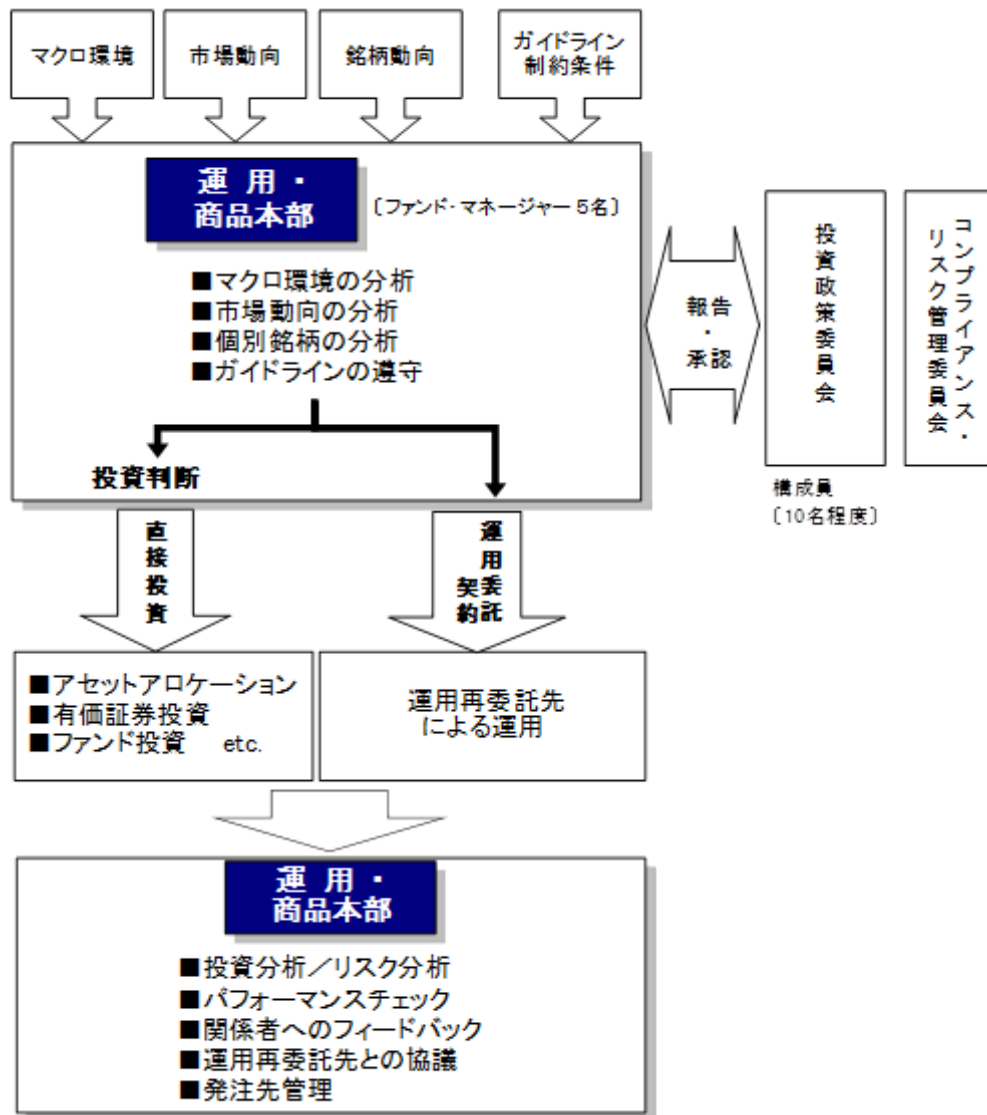 マクロ環境
市場動向
銘柄動向
ガイドライン
制約条件
運 用 ・
商品本部
〔ファンド・マネージャー 5名〕
■マクロ環境の分析
■市場動向の分析
■個別銘柄の分析
■ガイドラインの遵守
投資判断
報告
・
承認
投資政策委員会
コンプライアンス・
リスク管理委員会
構成員
〔10名程度〕
直接投資
運用委託
契約
■アセットアロケーション
■有価証券投資
■ファンド投資 etc.
運用再委託先
による運用
運 用 ・
商品本部
■投資分析／リスク分析
■パフォーマンスチェック
■関係者へのフィードバック
■運用再委託先との協議
■発注先管理